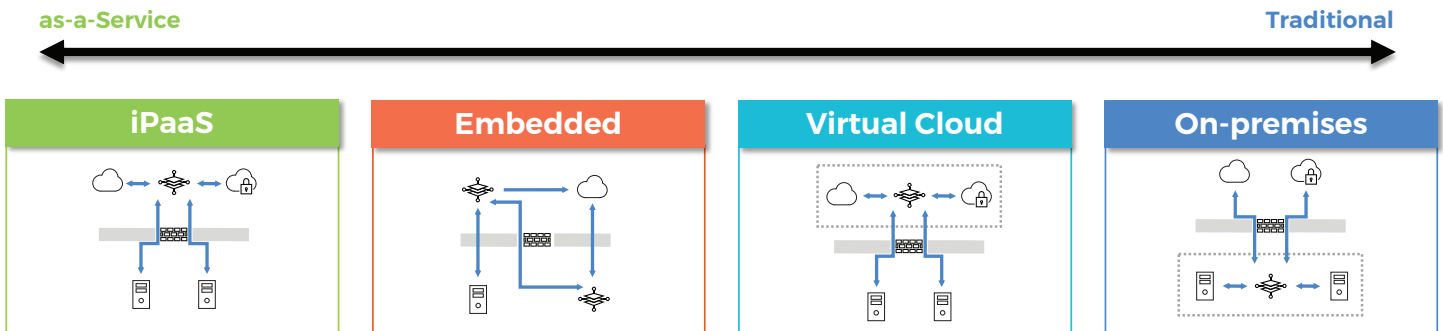 as-a-Service
Traditional
iPaaS
Embedded
Virtual Cloud
On-premises